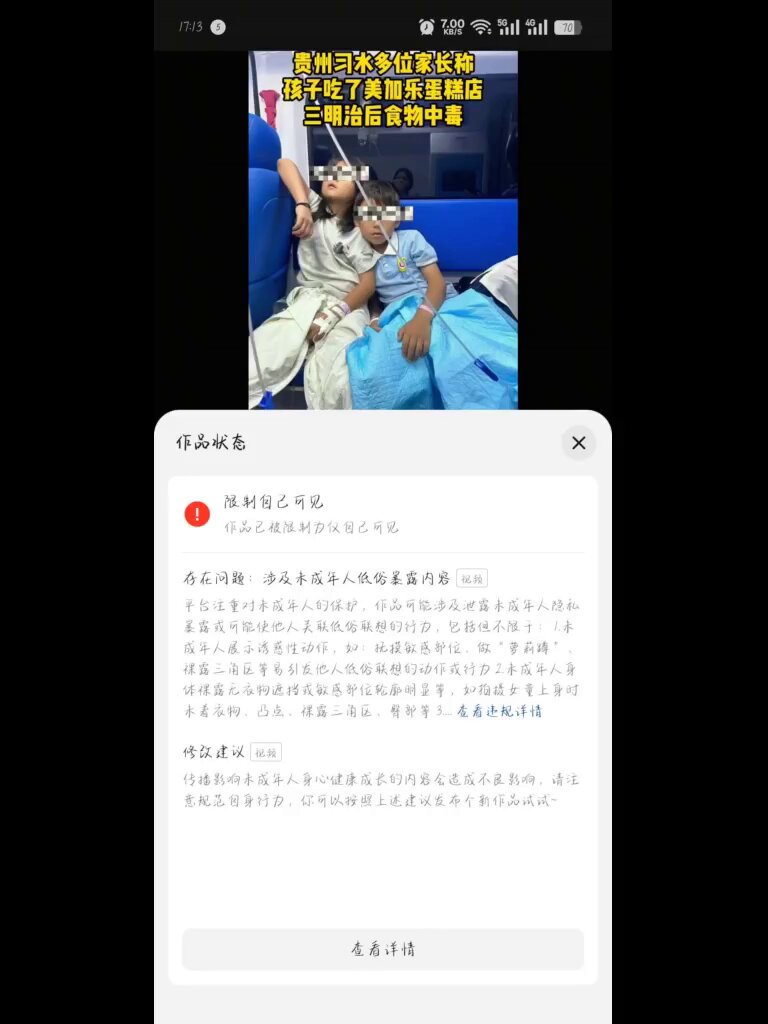 17:13 5 7.00 KB/S 5G 4G 70
贵州习水多位家长称
孩子吃了美加乐蛋糕店
三明治后食物中毒
作品状态
限制自己可见
作品已被限制为仅自己可见
存在问题：涉及未成年人低俗暴露内容 视频
平台注重对未成年人的保护，作品可能涉及泄露未成年人隐私
暴露或可能使他人关联低俗联想的行为，包括但不限于：1.未
成年人展示诱惑性动作，如1.抚摸敏感部位、做“萝莉蹲”、
裸露三角区等易引发他人低俗联想的动作或行为 2.未成年人身
体裸露无衣物遮挡或敏感部位轮廓明显等，如拍摄女童上身时
未着衣物、凸点、裸露三角区、臀部等 3... 查看违规详情
修改建议 视频
传播影响未成年人身心健康成长的内容会造成不良影响，请注
意规范自身行为，你可以按照上述建议发布个新作品试试~
查看详情